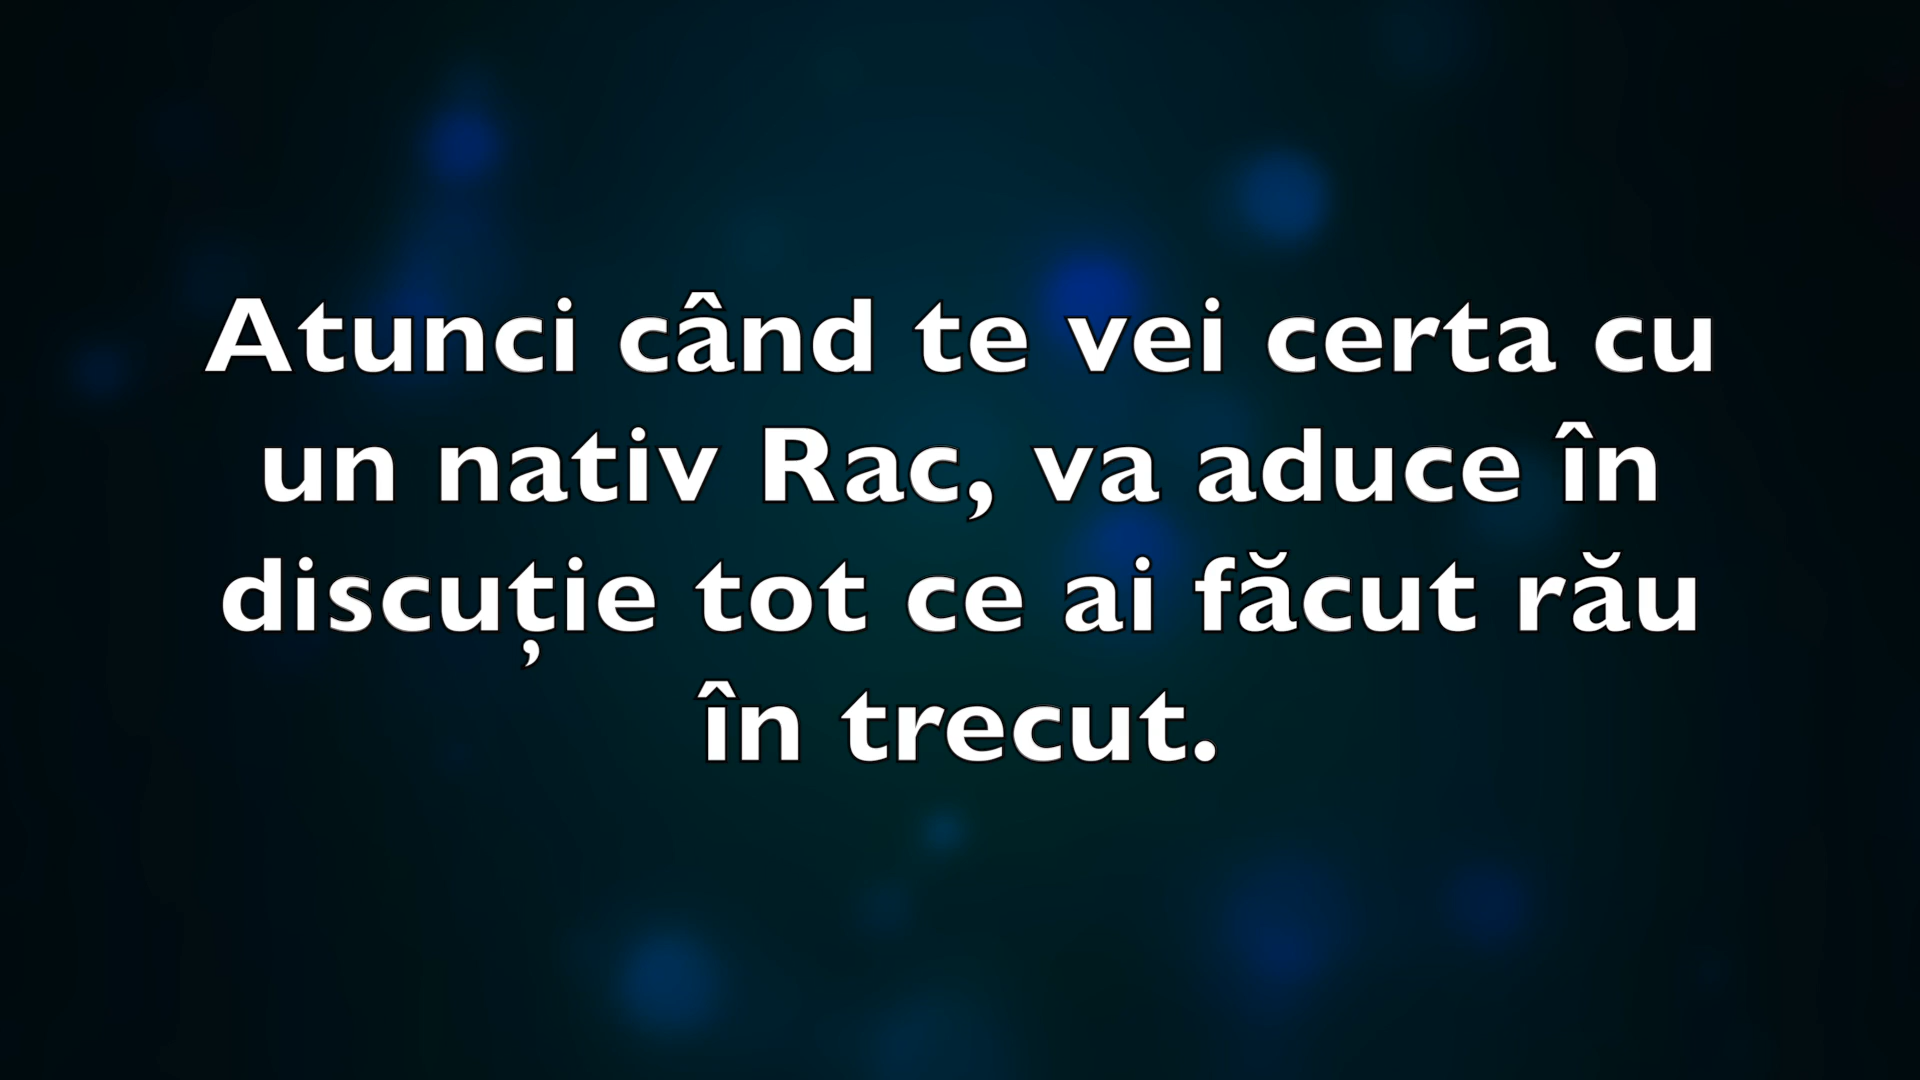 Atunci când te vei certa cu
un nativ Rac, va aduce în
discuție tot ce ai făcut rău
în trecut.